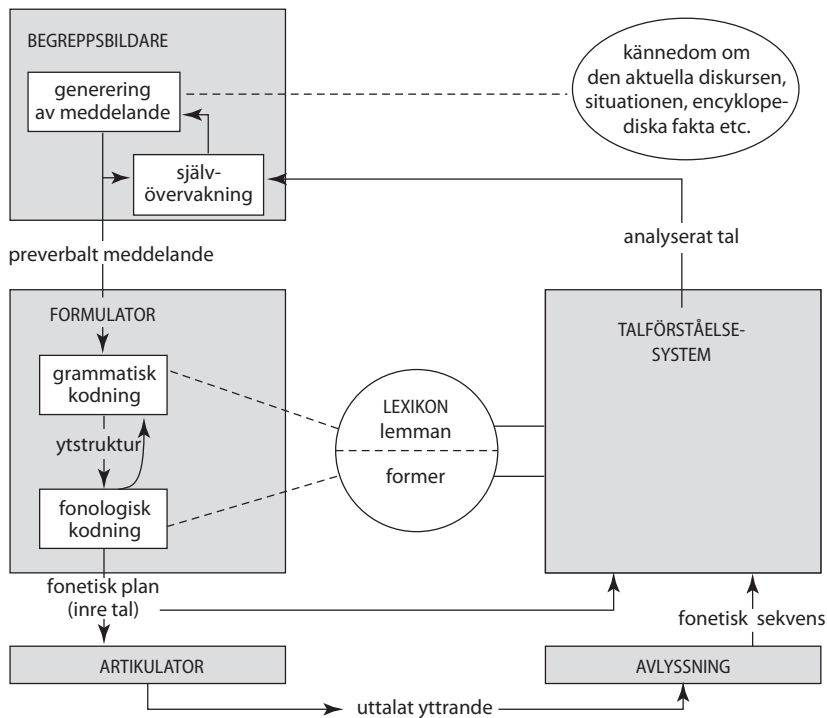 BEGREPPSBILDARE
generering
av meddelande
själv-
övervakning
kännedom om
den aktuella diskursen,
situationen, encyklope-
diska fakta etc.
preverbalt meddelande
analyserat tal
FORMULATOR
grammatisk
kodning
ytstruktur
fonologisk
kodning
LEXIKON
lemman
former
TALFÖRSTÅELSE-
SYSTEM
fonetisk plan
(inre tal)
fonetisk sekvens
ARTIKULATOR
AVLYSSNING
uttalat yttrande